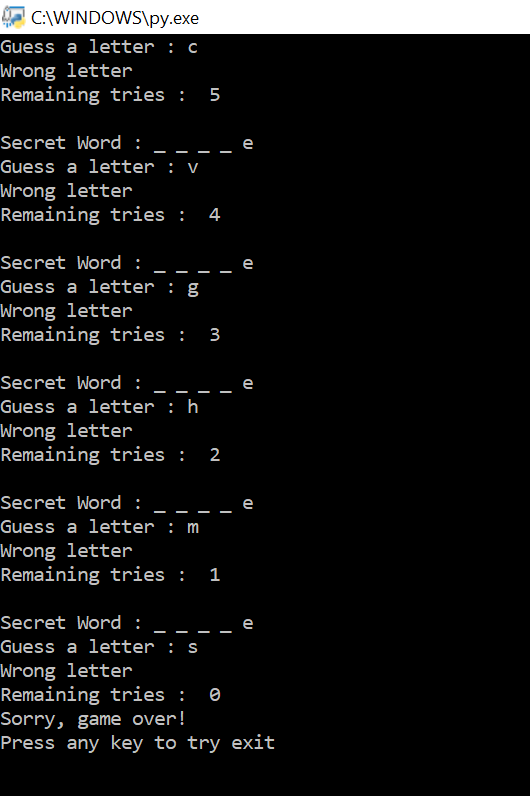 C:\WINDOWS\py.exe
Guess a letter : c
Wrong letter
Remaining tries :  5
Secret Word : _ _ _ _ e
Guess a letter : v
Wrong letter
Remaining tries :  4
Secret Word : _ _ _ _ e
Guess a letter : g
Wrong letter
Remaining tries :  3
Secret Word : _ _ _ _ e
Guess a letter : h
Wrong letter
Remaining tries :  2
Secret Word : _ _ _ _ e
Guess a letter : m
Wrong letter
Remaining tries :  1
Secret Word : _ _ _ _ e
Guess a letter : s
Wrong letter
Remaining tries :  0
Sorry, game over!
Press any key to try exit